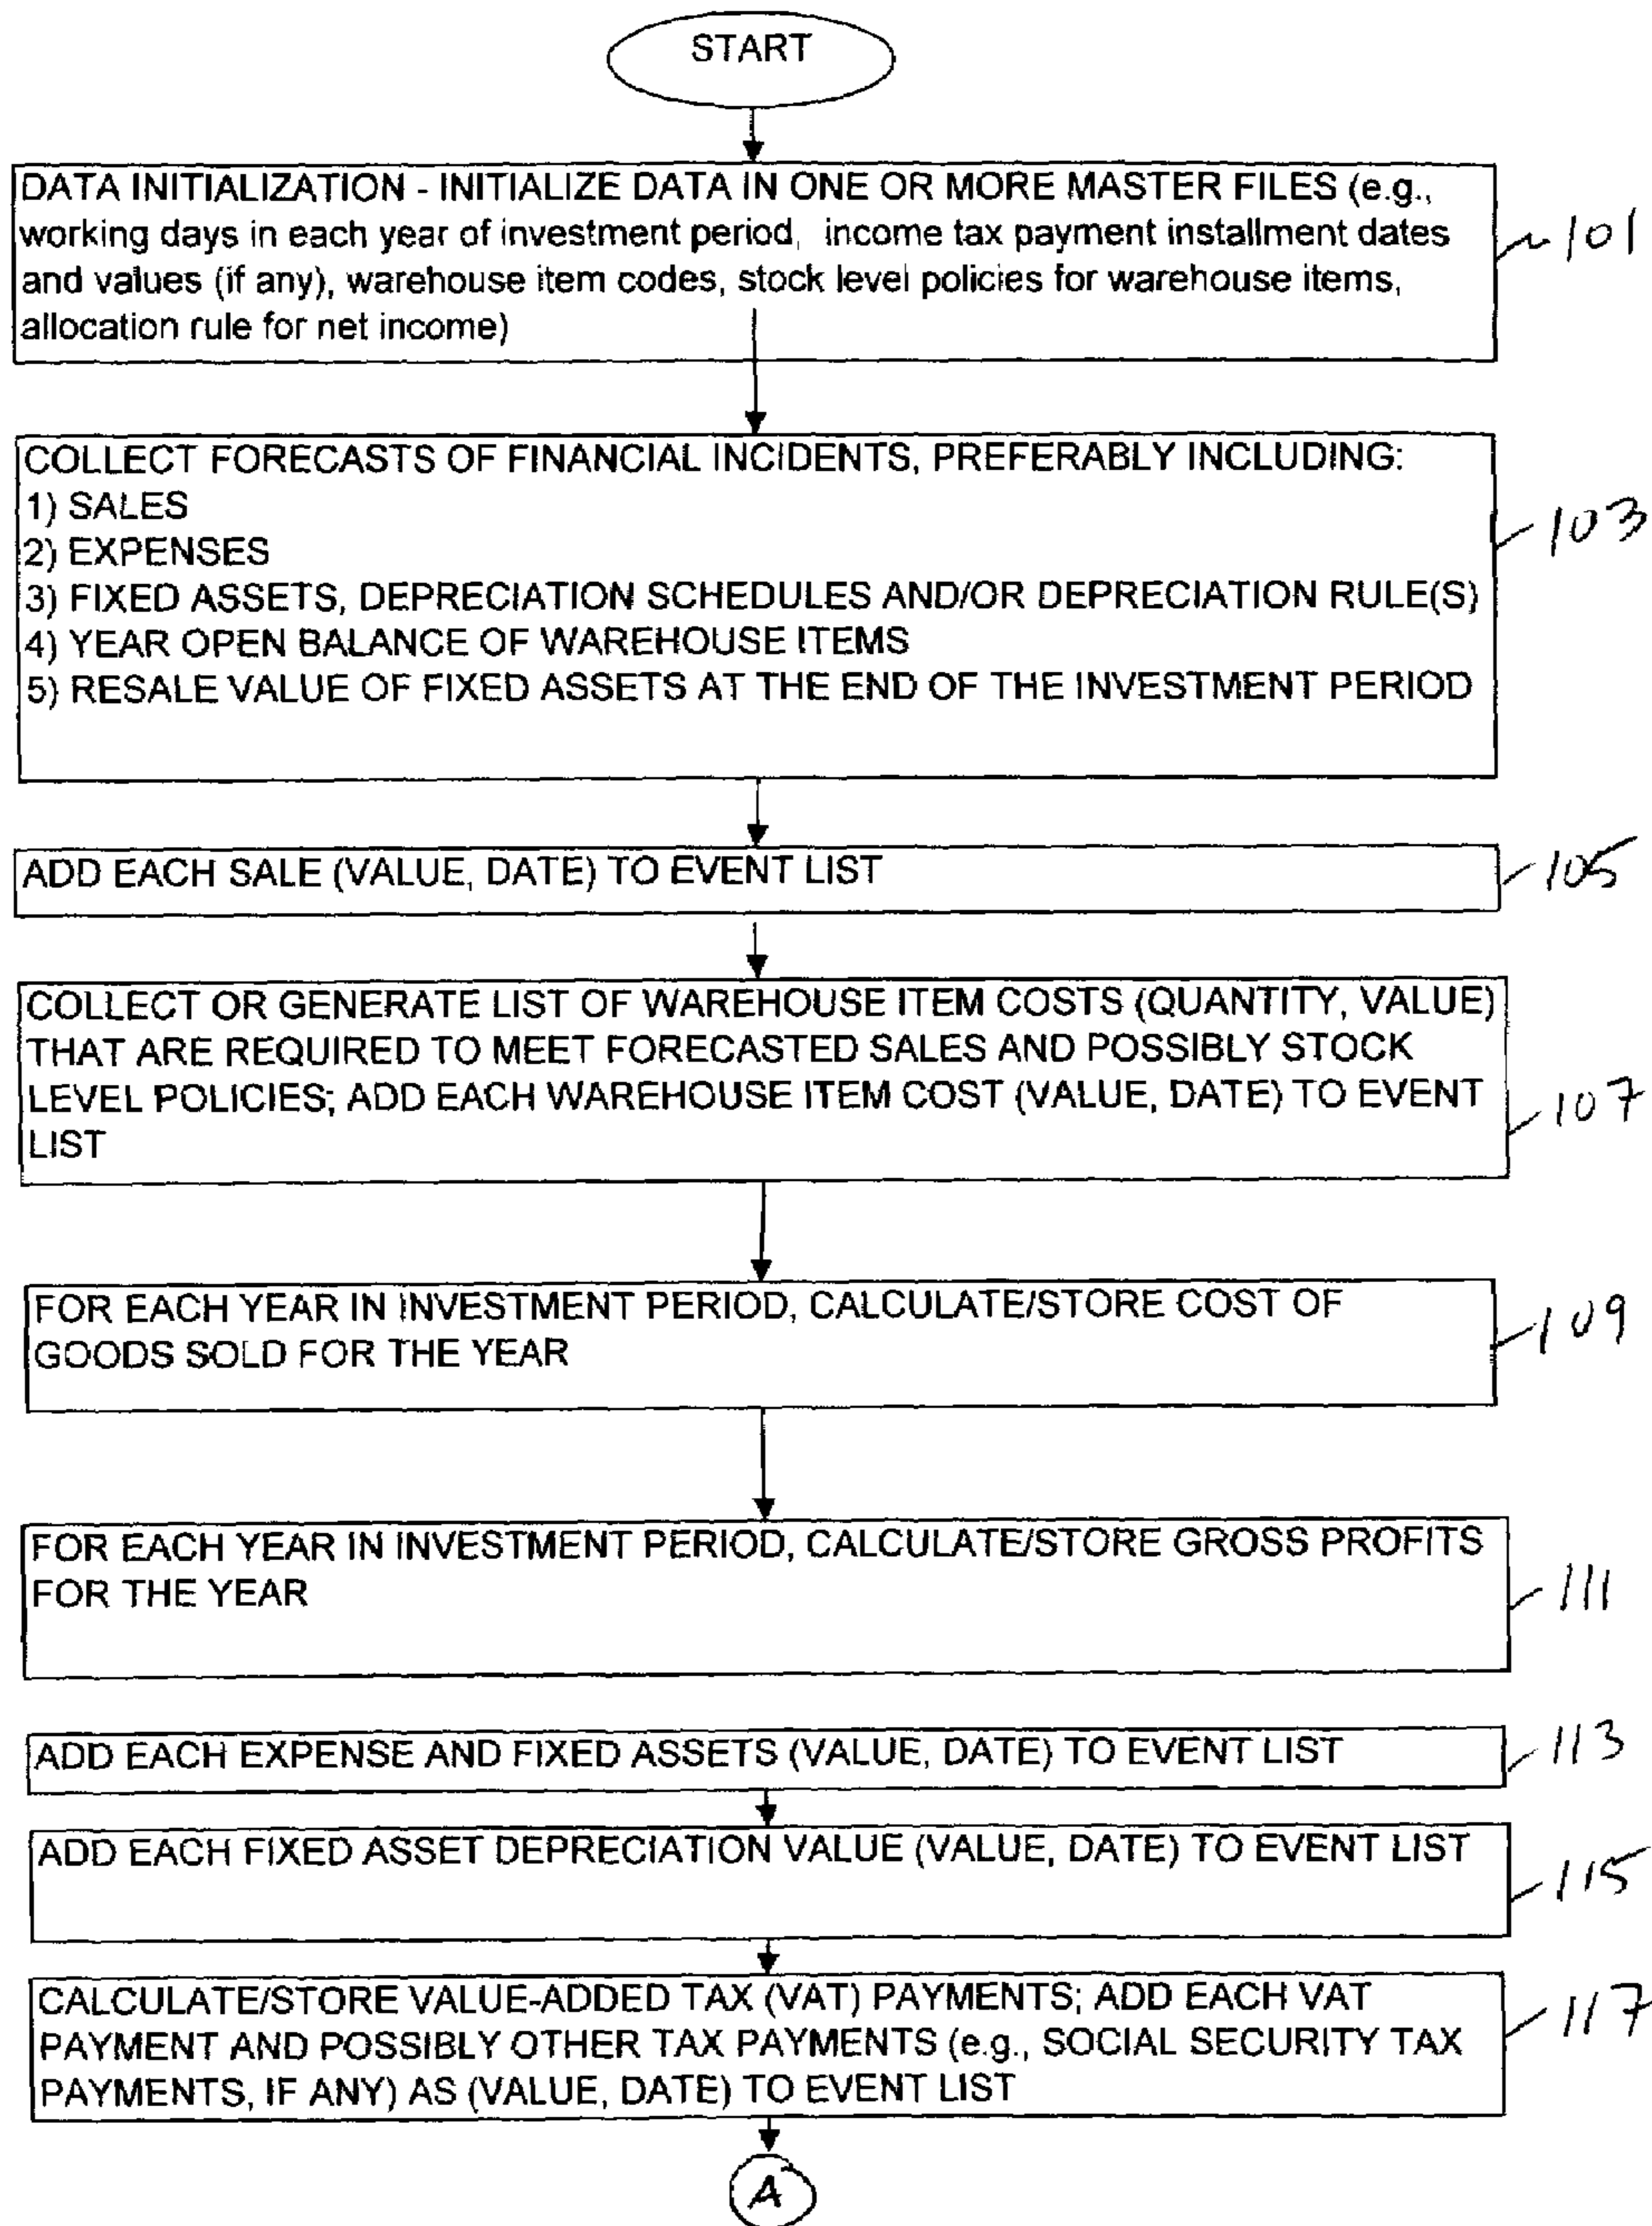 START
DATA INITIALIZATION - INITIALIZE DATA IN ONE OR MORE MASTER FILES (e.g.,
working days in each year of investment period, income tax payment installment dates
and values (if any), warehouse item codes, stock level policies for warehouse items,
allocation rule for net income)
101
COLLECT FORECASTS OF FINANCIAL INCIDENTS, PREFERABLY INCLUDING:
1) SALES
2) EXPENSES
3) FIXED ASSETS, DEPRECIATION SCHEDULES AND/OR DEPRECIATION RULE(S)
4) YEAR OPEN BALANCE OF WAREHOUSE ITEMS
5) RESALE VALUE OF FIXED ASSETS AT THE END OF THE INVESTMENT PERIOD
103
ADD EACH SALE (VALUE, DATE) TO EVENT LIST
105
COLLECT OR GENERATE LIST OF WAREHOUSE ITEM COSTS (QUANTITY, VALUE)
THAT ARE REQUIRED TO MEET FORECASTED SALES AND POSSIBLY STOCK
LEVEL POLICIES; ADD EACH WAREHOUSE ITEM COST (VALUE, DATE) TO EVENT
LIST
107
FOR EACH YEAR IN INVESTMENT PERIOD, CALCULATE/STORE COST OF
GOODS SOLD FOR THE YEAR
109
FOR EACH YEAR IN INVESTMENT PERIOD, CALCULATE/STORE GROSS PROFITS
FOR THE YEAR
111
ADD EACH EXPENSE AND FIXED ASSETS (VALUE, DATE) TO EVENT LIST
113
ADD EACH FIXED ASSET DEPRECIATION VALUE (VALUE, DATE) TO EVENT LIST
115
CALCULATE/STORE VALUE-ADDED TAX (VAT) PAYMENTS; ADD EACH VAT
PAYMENT AND POSSIBLY OTHER TAX PAYMENTS (e.g., SOCIAL SECURITY TAX
PAYMENTS, IF ANY) AS (VALUE, DATE) TO EVENT LIST
117
A